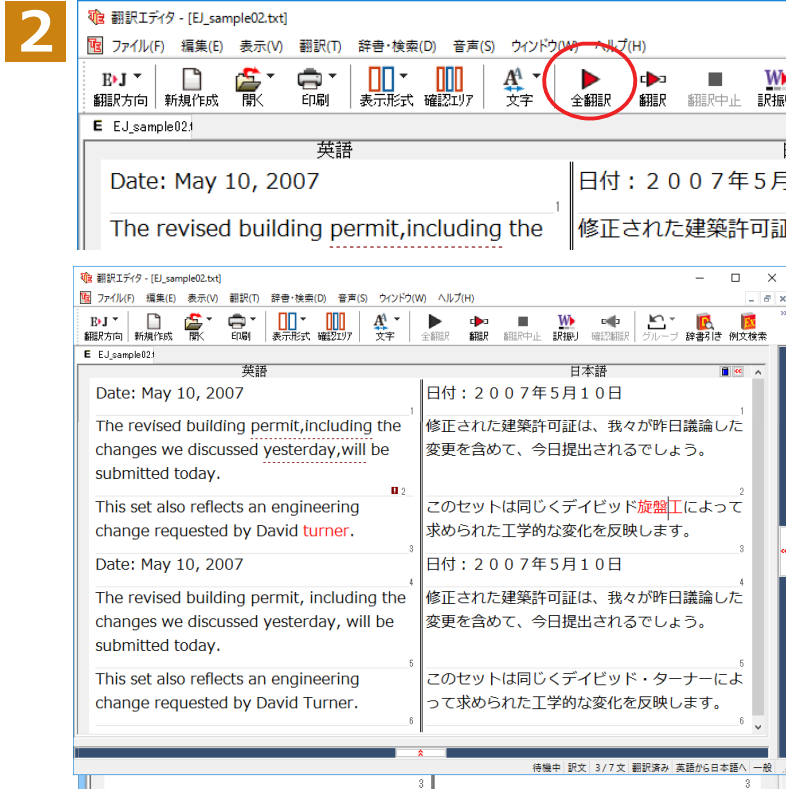 2
翻訳エディタ - [EJ_sample02.txt]
ファイル(F) 編集(E) 表示(V) 翻訳(T) 辞書・検索(D) 音声(S) ウィンドウ(W) ヘルプ(H)
翻訳方向 新規作成 開く 印刷 表示形式 確認エリア 文字 全翻訳 翻訳 翻訳中止 訳振
E EJ_sample02.t
英語
Date: May 10, 2007
日付：２００７年５月
1
The revised building permit,including the
修正された建築許可証
翻訳エディタ - [EJ_sample02.txt]
ファイル(F) 編集(E) 表示(V) 翻訳(T) 辞書・検索(D) 音声(S) ウィンドウ(W) ヘルプ(H)
翻訳方向 新規作成 開く 印刷 表示形式 確認エリア 文字 全翻訳 翻訳 翻訳中止 訳振り 確認翻訳 グループ 辞書引き 例文検索
E EJ_sample02.t
英語 日本語
Date: May 10, 2007
1
The revised building permit,including the
changes we discussed yesterday,will be
submitted today.
2
This set also reflects an engineering
change requested by David turner.
3
Date: May 10, 2007
4
The revised building permit, including the
changes we discussed yesterday, will be
submitted today.
5
This set also reflects an engineering
change requested by David Turner.
6
日付：２００７年５月１０日
1
修正された建築許可証は、我々が昨日議論した
変更を含めて、今日提出されるでしょう。
2
このセットは同じくデイビッド旋盤工によって
求められた工学的な変化を反映します。
3
日付：２００７年５月１０日
4
修正された建築許可証は、我々が昨日議論した
変更を含めて、今日提出されるでしょう。
5
このセットは同じくデイビッド・ターナーによ
って求められた工学的な変化を反映します。
6
待機中 訳文 3/7文 翻訳済み 英語から日本語へ 一般
3 3